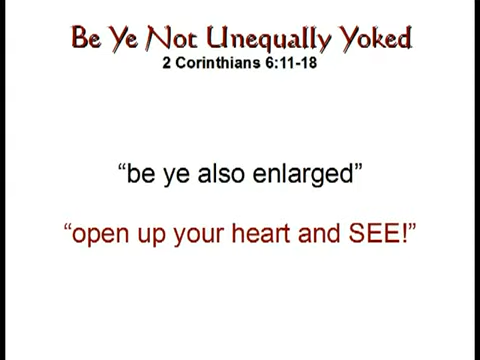 Be Ye Not Unequally Yoked
2 Corinthians 6:11-18
“be ye also enlarged”
“open up your heart and SEE!”